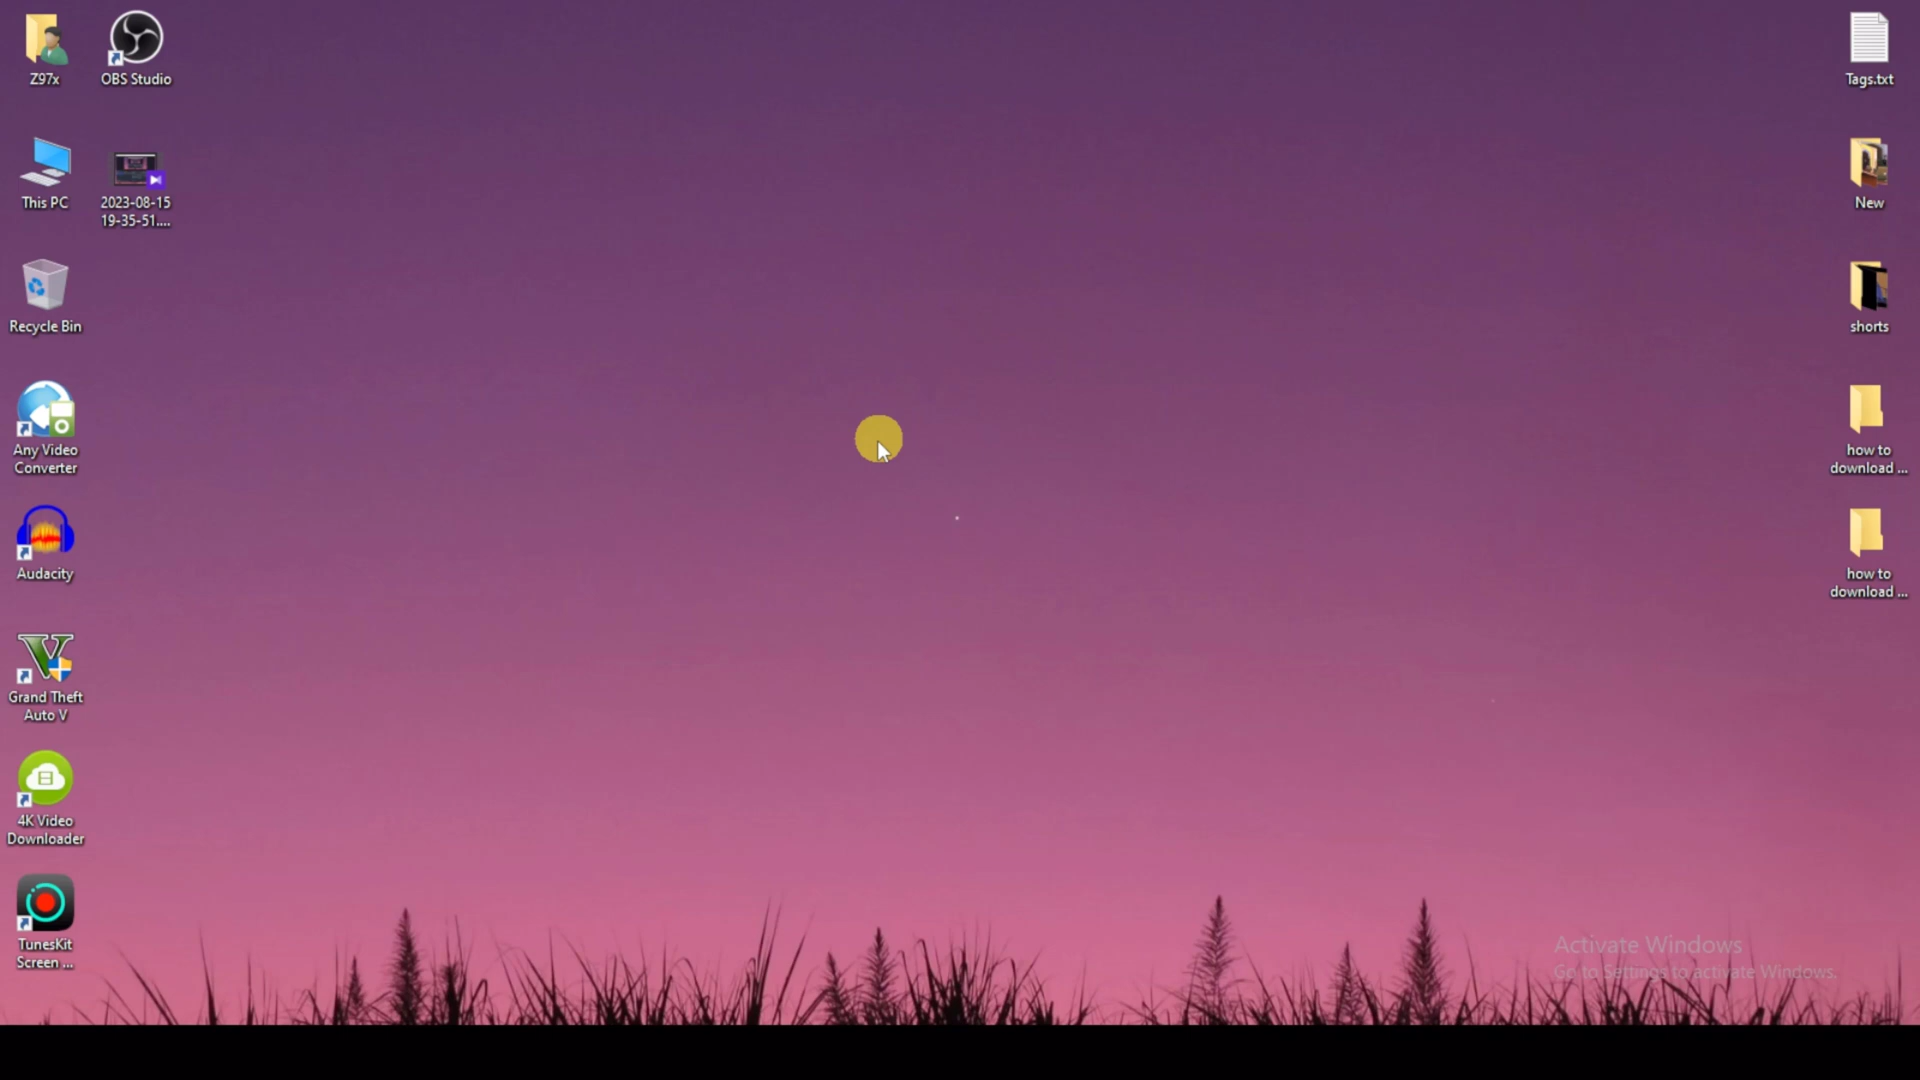 Z97x
OBS Studio
This PC
2023-08-15
19-35-51....
Recycle Bin
Any Video
Converter
Audacity
Grand Theft
Auto V
4K Video
Downloader
TunesKit
Screen ...
Tags.txt
New
shorts
how to
download ...
how to
download ...
Activate Windows
Go to Settings to activate Windows.